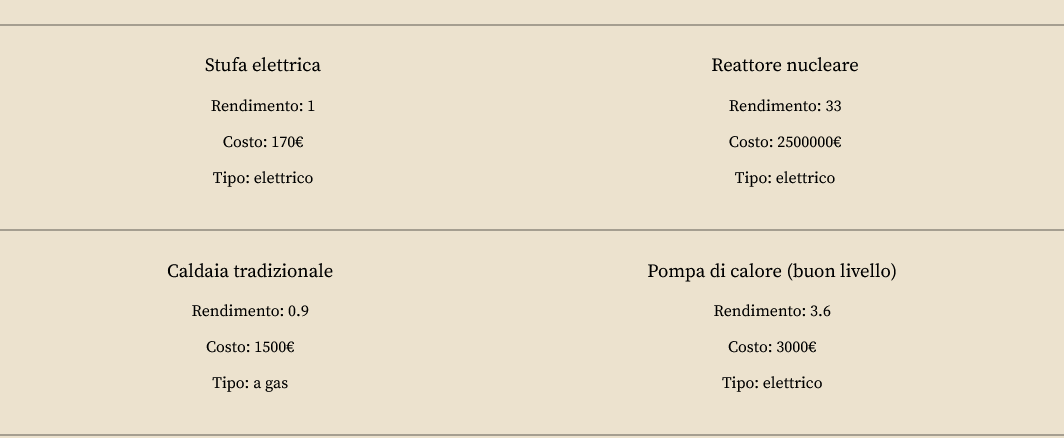 Stufa elettrica
Rendimento: 1
Costo: 170€
Tipo: elettrico
Reattore nucleare
Rendimento: 33
Costo: 2500000€
Tipo: elettrico
Caldaia tradizionale
Rendimento: 0.9
Costo: 1500€
Tipo: a gas
Pompa di calore (buon livello)
Rendimento: 3.6
Costo: 3000€
Tipo: elettrico